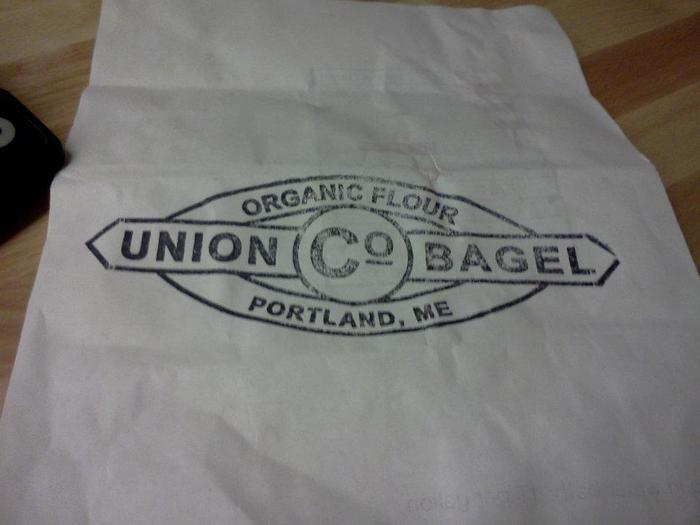 ORGANIC FLOUR
UNION Co BAGEL
PORTLAND, ME